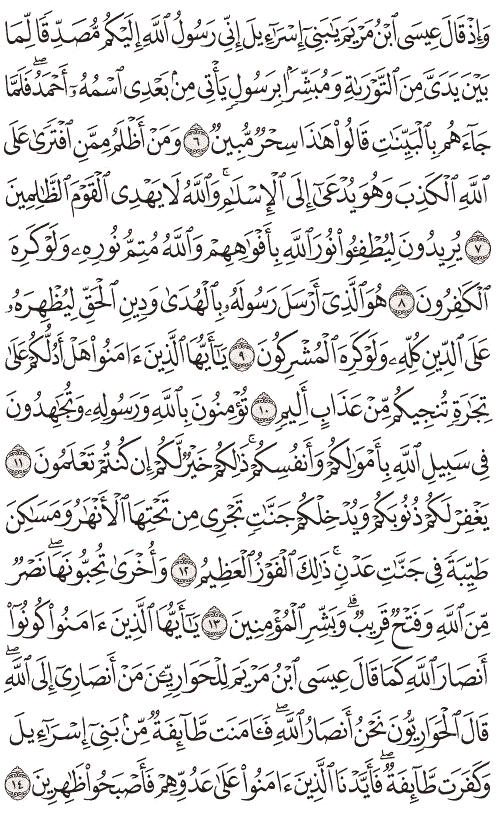 وَإِذۡ قَالَ عِيسَى ٱبۡنُ مَرۡيَمَ يَٰبَنِيٓ إِسۡرَٰٓءِيلَ إِنِّي رَسُولُ ٱللَّهِ إِلَيۡكُم مُّصَدِّقٗا لِّمَا
بَيۡنَ يَدَيَّ مِنَ ٱلتَّوۡرَىٰةِ وَمُبَشِّرَۢا بِرَسُولٖ يَأۡتِي مِنۢ بَعۡدِي ٱسۡمُهُۥٓ أَحۡمَدُۖ فَلَمَّا
جَآءَهُم بِٱلۡبَيِّنَٰتِ قَالُواْ هَٰذَا سِحۡرٞ مُّبِينٞ ٦ وَمَنۡ أَظۡلَمُ مِمَّنِ ٱفۡتَرَىٰ عَلَى
ٱللَّهِ ٱلۡكَذِبَ وَهُوَ يُدۡعَىٰٓ إِلَى ٱلۡإِسۡلَٰمِۚ وَٱللَّهُ لَا يَهۡدِي ٱلۡقَوۡمَ ٱلظَّٰلِمِينَ
٧ يُرِيدُونَ لِيُطۡفِـُٔواْ نُورَ ٱللَّهِ بِأَفۡوَٰهِهِمۡ وَٱللَّهُ مُتِمُّ نُورِهِۦ وَلَوۡ كَرِهَ
ٱلۡكَٰفِرُونَ ٨ هُوَ ٱلَّذِيٓ أَرۡسَلَ رَسُولَهُۥ بِٱلۡهُدَىٰ وَدِينِ ٱلۡحَقِّ لِيُظۡهِرَهُۥ
عَلَى ٱلدِّينِ كُلِّهِۦ وَلَوۡ كَرِهَ ٱلۡمُشۡرِكُونَ ٩ يَٰٓأَيُّهَا ٱلَّذِينَ ءَامَنُواْ هَلۡ أَدُلُّكُمۡ عَلَىٰ
تِجَٰرَةٖ تُنجِيكُم مِّنۡ عَذَابٍ أَلِيمٖ ١٠ تُؤۡمِنُونَ بِٱللَّهِ وَرَسُولِهِۦ وَتُجَٰهِدُونَ
فِي سَبِيلِ ٱللَّهِ بِأَمۡوَٰلِكُمۡ وَأَنفُسِكُمۡۚ ذَٰلِكُمۡ خَيۡرٞ لَّكُمۡ إِن كُنتُمۡ تَعۡلَمُونَ ١١
يَغۡفِرۡ لَكُمۡ ذُنُوبَكُمۡ وَيُدۡخِلۡكُمۡ جَنَّٰتٖ تَجۡرِي مِن تَحۡتِهَا ٱلۡأَنۡهَٰرُ وَمَسَٰكِنَ
طَيِّبَةٗ فِي جَنَّٰتِ عَدۡنٖۚ ذَٰلِكَ ٱلۡفَوۡزُ ٱلۡعَظِيمُ ١٢ وَأُخۡرَىٰ تُحِبُّونَهَاۖ نَصۡرٞ
مِّنَ ٱللَّهِ وَفَتۡحٞ قَرِيبٞۗ وَبَشِّرِ ٱلۡمُؤۡمِنِينَ ١٣ يَٰٓأَيُّهَا ٱلَّذِينَ ءَامَنُواْ كُونُوٓاْ
أَنصَارَ ٱللَّهِ كَمَا قَالَ عِيسَى ٱبۡنُ مَرۡيَمَ لِلۡحَوَارِيِّـۧنَ مَنۡ أَنصَارِيٓ إِلَى ٱللَّهِۖ
قَالَ ٱلۡحَوَارِيُّونَ نَحۡنُ أَنصَارُ ٱللَّهِۖ فَـَٔامَنَت طَّآئِفَةٞ مِّنۢ بَنِيٓ إِسۡرَٰٓءِيلَ
وَكَفَرَت طَّآئِفَةٞۖ فَأَيَّدۡنَا ٱلَّذِينَ ءَامَنُواْ عَلَىٰ عَدُوِّهِمۡ فَأَصۡبَحُواْ ظَٰهِرِينَ ١٤